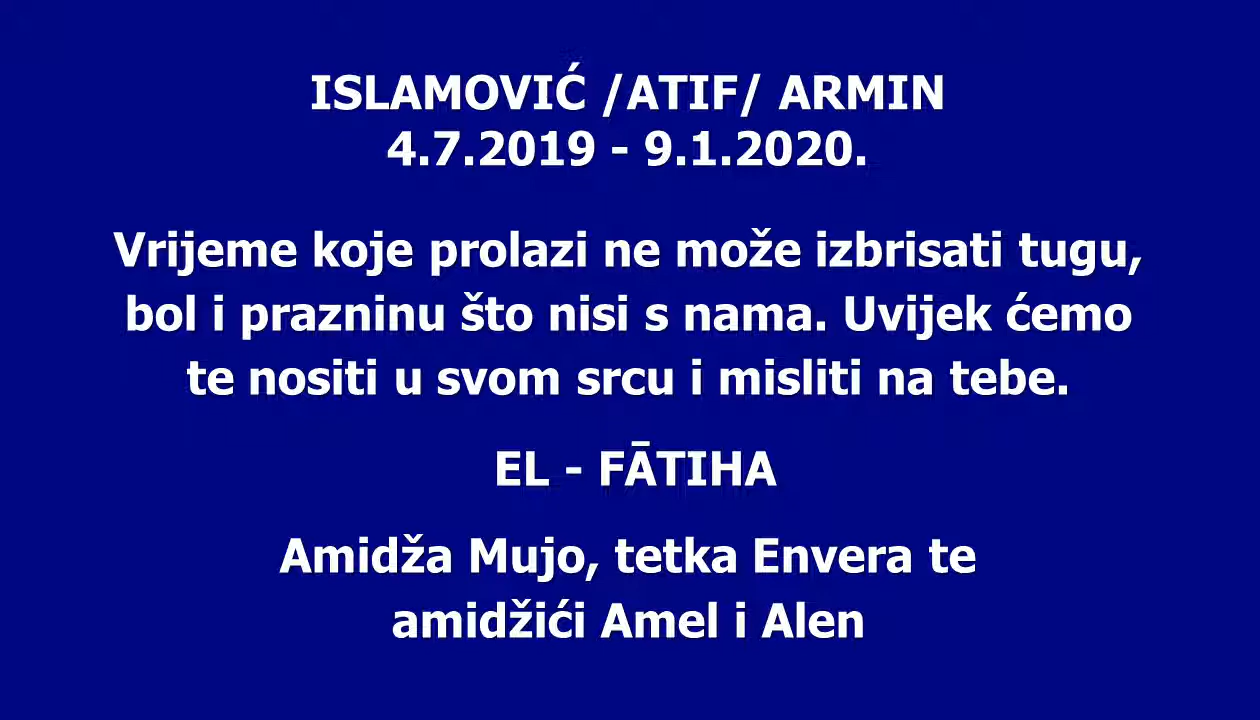 ISLAMOVIĆ /ATIF/ ARMIN
4.7.2019 - 9.1.2020.
Vrijeme koje prolazi ne može izbrisati tugu,
bol i prazninu što nisi s nama. Uvijek ćemo
te nositi u svom srcu i misliti na tebe.
EL - FĀTIHA
Amidža Mujo, tetka Envera te
amidžići Amel i Alen